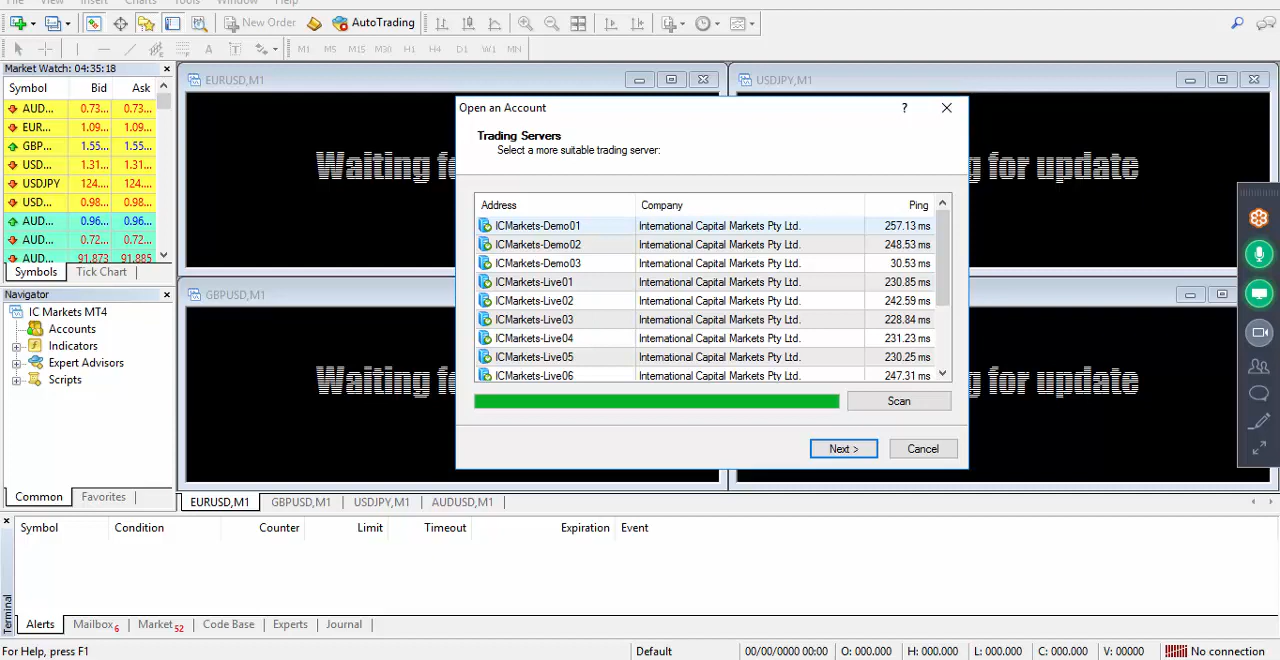 File View Insert Charts Tools Window Help
New Order AutoTrading
A T M1 M5 M15 M30 H1 H4 D1 W1 MN
Market Watch: 04:35:18
Symbol Bid Ask
AUD... 0.73... 0.73...
EUR... 1.09... 1.09...
GBP... 1.55... 1.55...
USD... 1.31... 1.31...
USDJPY 124.... 124....
USD... 0.98... 0.98...
AUD... 0.96... 0.96...
AUD... 0.72... 0.72...
AUD... 91.873 91.885
Symbols Tick Chart
Navigator
IC Markets MT4
Accounts
Indicators
Expert Advisors
Scripts
Common Favorites
EURUSD,M1
Waiting fo
USDJPY,M1
g for update
GBPUSD,M1
Waiting fo
g for update
Open an Account ?
Trading Servers
Select a more suitable trading server:
Address Company Ping
ICMarkets-Demo01 International Capital Markets Pty Ltd. 257.13 ms
ICMarkets-Demo02 International Capital Markets Pty Ltd. 248.53 ms
ICMarkets-Demo03 International Capital Markets Pty Ltd. 30.53 ms
ICMarkets-Live01 International Capital Markets Pty Ltd. 230.85 ms
ICMarkets-Live02 International Capital Markets Pty Ltd. 242.59 ms
ICMarkets-Live03 International Capital Markets Pty Ltd. 228.84 ms
ICMarkets-Live04 International Capital Markets Pty Ltd. 231.23 ms
ICMarkets-Live05 International Capital Markets Pty Ltd. 230.25 ms
ICMarkets-Live06 International Capital Markets Pty Ltd. 247.31 ms
Scan
Next > Cancel
EURUSD,M1 GBPUSD,M1 USDJPY,M1 AUDUSD,M1
Symbol Condition Counter Limit Timeout Expiration Event
Terminal
Alerts Mailbox 6 Market 52 Code Base Experts Journal
For Help, press F1 Default 00/00/0000 00:00 O: 000.000 H: 000.000 L: 000.000 C: 000.000 V: 00000 No connection